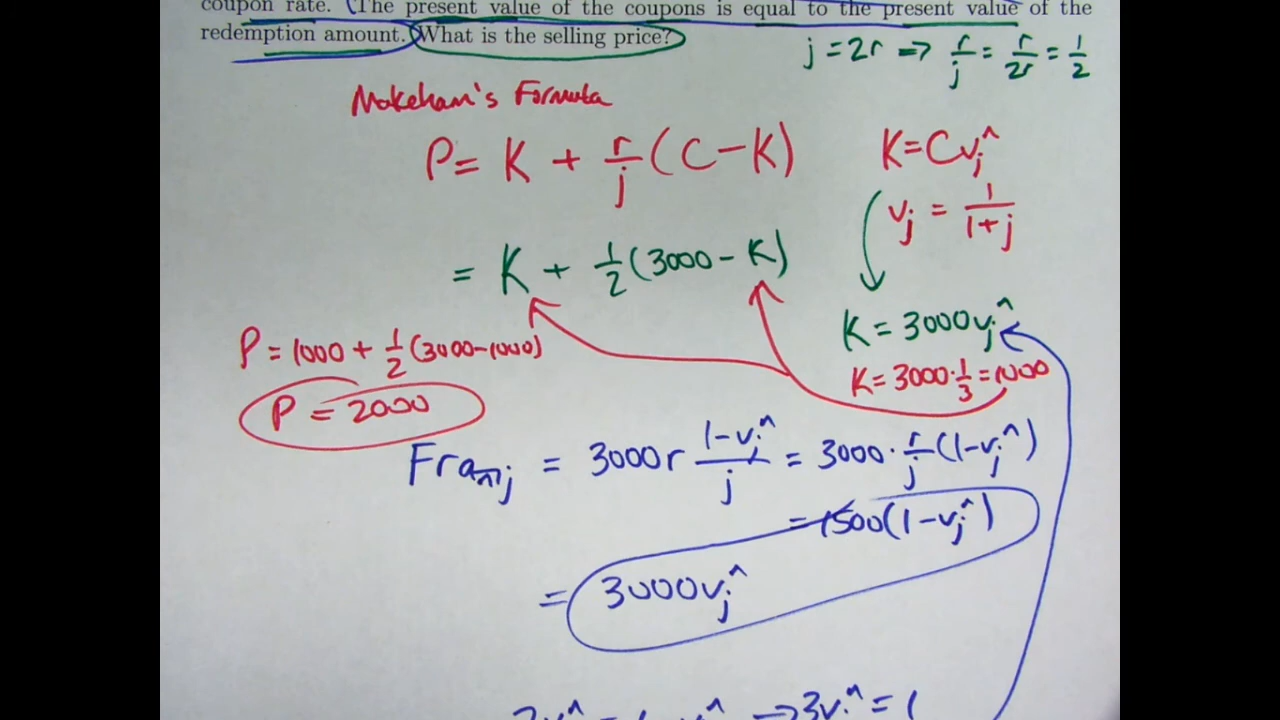 coupon rate. (The present value of the coupons is equal to the present value of the
redemption amount. What is the selling price?
j = 2r ⇒ r/j = r/2r = 1/2
Makeham's Formula
P = K + r/j (C − K)
K = Cv_j^n
v_j = 1/(1+j)
= K + 1/2 (3000 − K)
K = 3000v_j^n
P = 1000 + 1/2 (3000 − 1000)
K = 3000 · 1/3 = 1000
P = 2000
Fra_n⌉j = 3000r (1 − v_j^n)/j = 3000 · r/j (1 − v_j^n)
= 1500(1 − v_j^n)
= 3000v_j^n
⇒ 3v_j^n = 1